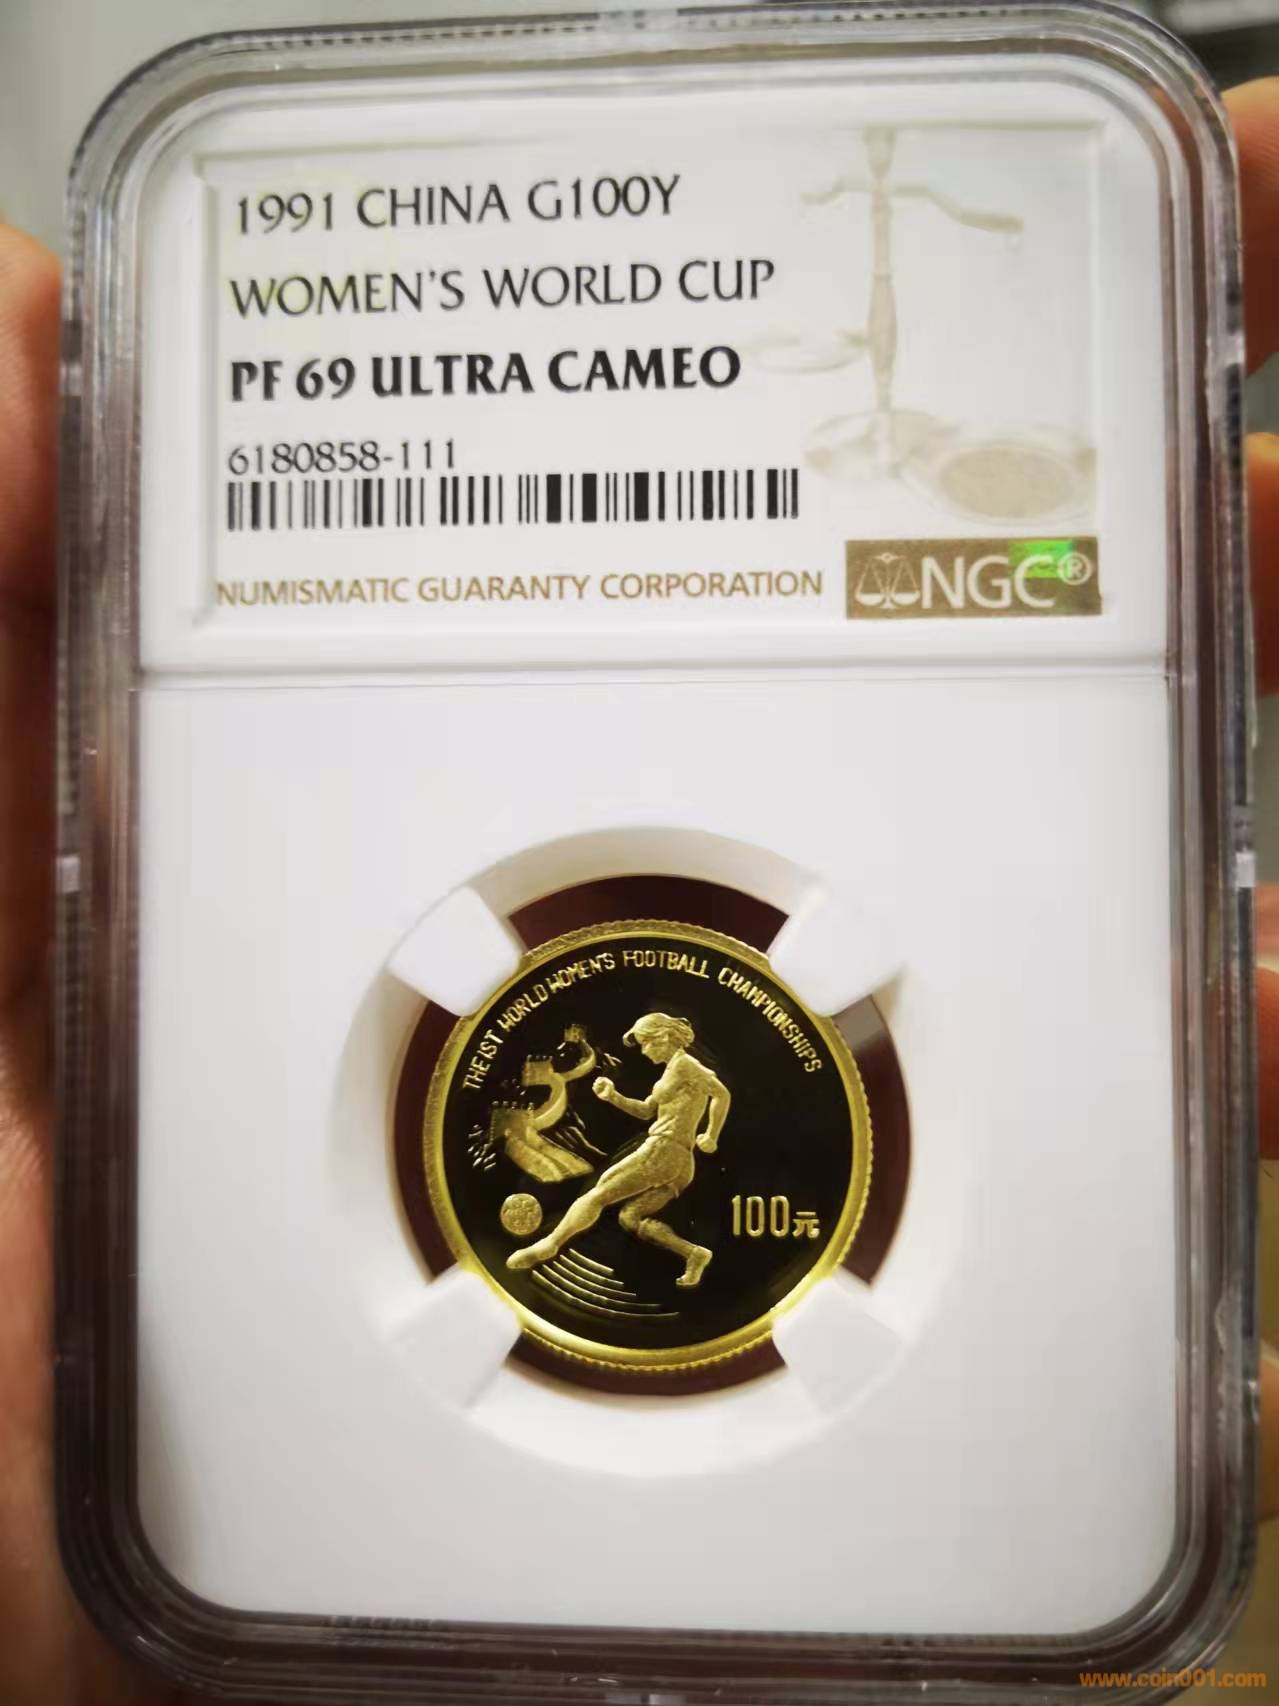 1991 CHINA G100Y
WOMEN'S WORLD CUP
PF 69 ULTRA CAMEO
6180858-111
NUMISMATIC GUARANTY CORPORATION
NGC®
THE 1ST WORLD WOMEN'S FOOTBALL CHAMPIONSHIPS
100元
www.coin001.com